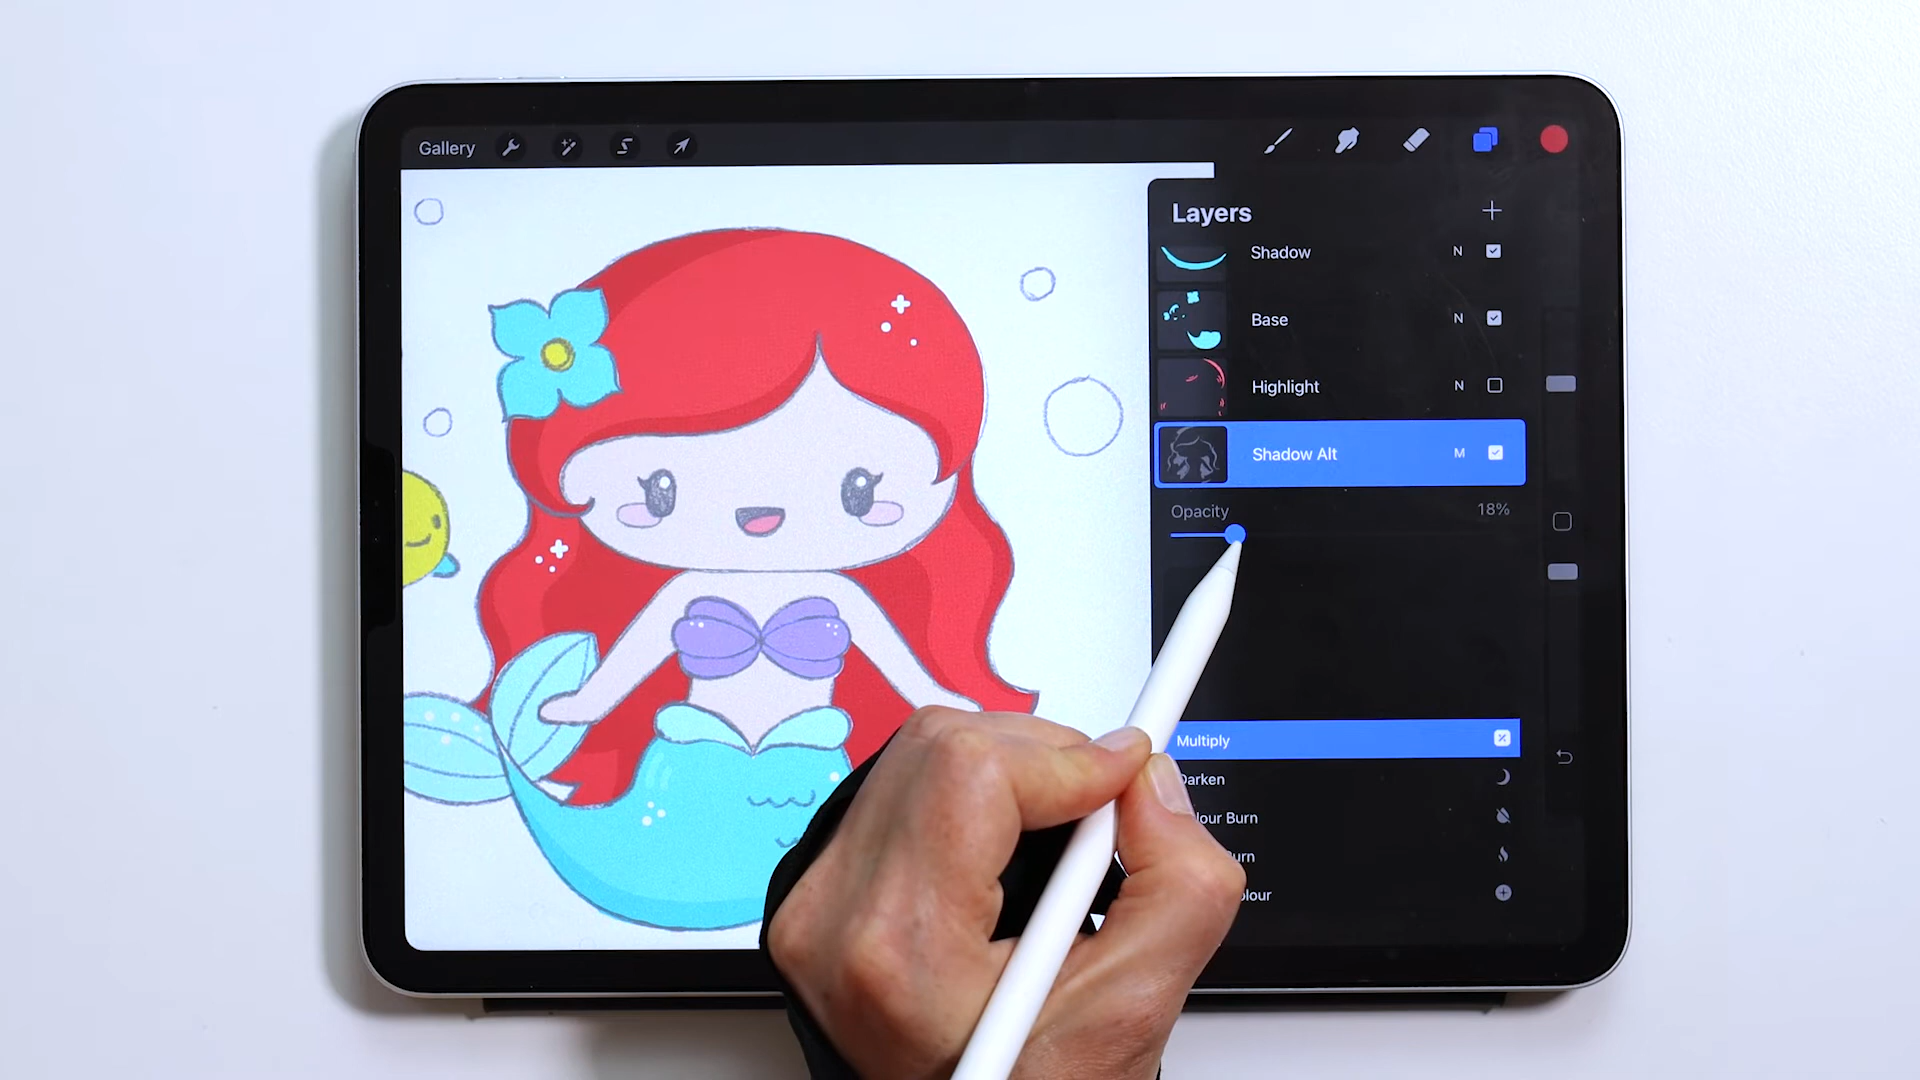 Gallery
Layers
Shadow N
Base N
Highlight N
Shadow Alt M
Opacity 18%
Multiply
Darken